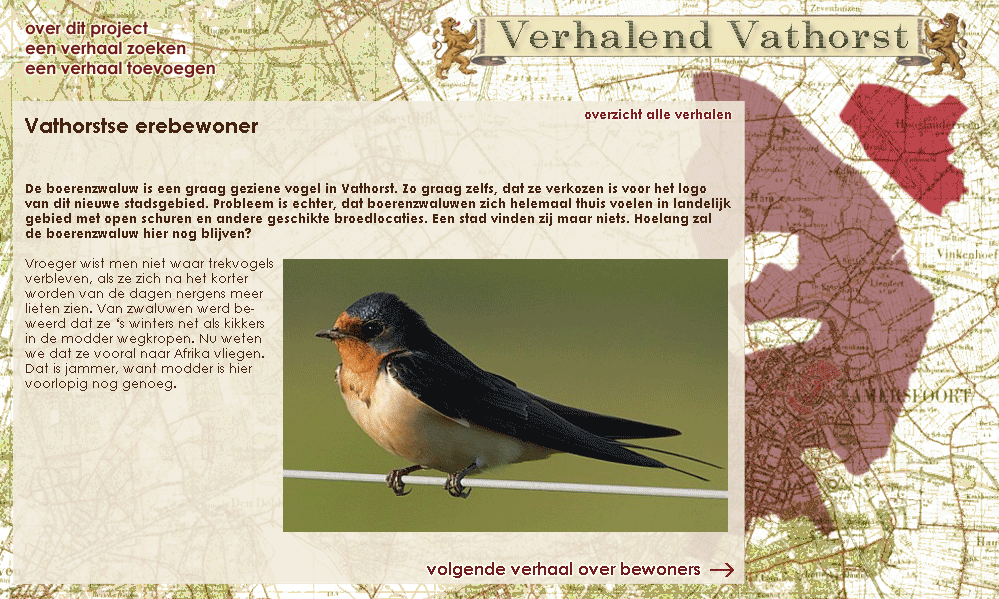 over dit project
een verhaal zoeken
een verhaal toevoegen
Verhalend Vathorst
overzicht alle verhalen
Vathorstse erebewoner
De boerenzwaluw is een graag geziene vogel in Vathorst. Zo graag zelfs, dat ze verkozen is voor het logo
van dit nieuwe stadsgebied. Probleem is echter, dat boerenzwaluwen zich helemaal thuis voelen in landelijk
gebied met open schuren en andere geschikte broedlocaties. Een stad vinden zij maar niets. Hoelang zal
de boerenzwaluw hier nog blijven?
Vroeger wist men niet waar trekvogels
verbleven, als ze zich na het korter
worden van de dagen nergens meer
lieten zien. Van zwaluwen werd be-
weerd dat ze ‘s winters net als kikkers
in de modder wegkropen. Nu weten
we dat ze vooral naar Afrika vliegen.
Dat is jammer, want modder is hier
voorlopig nog genoeg.
AMERSFOORT
volgende verhaal over bewoners →